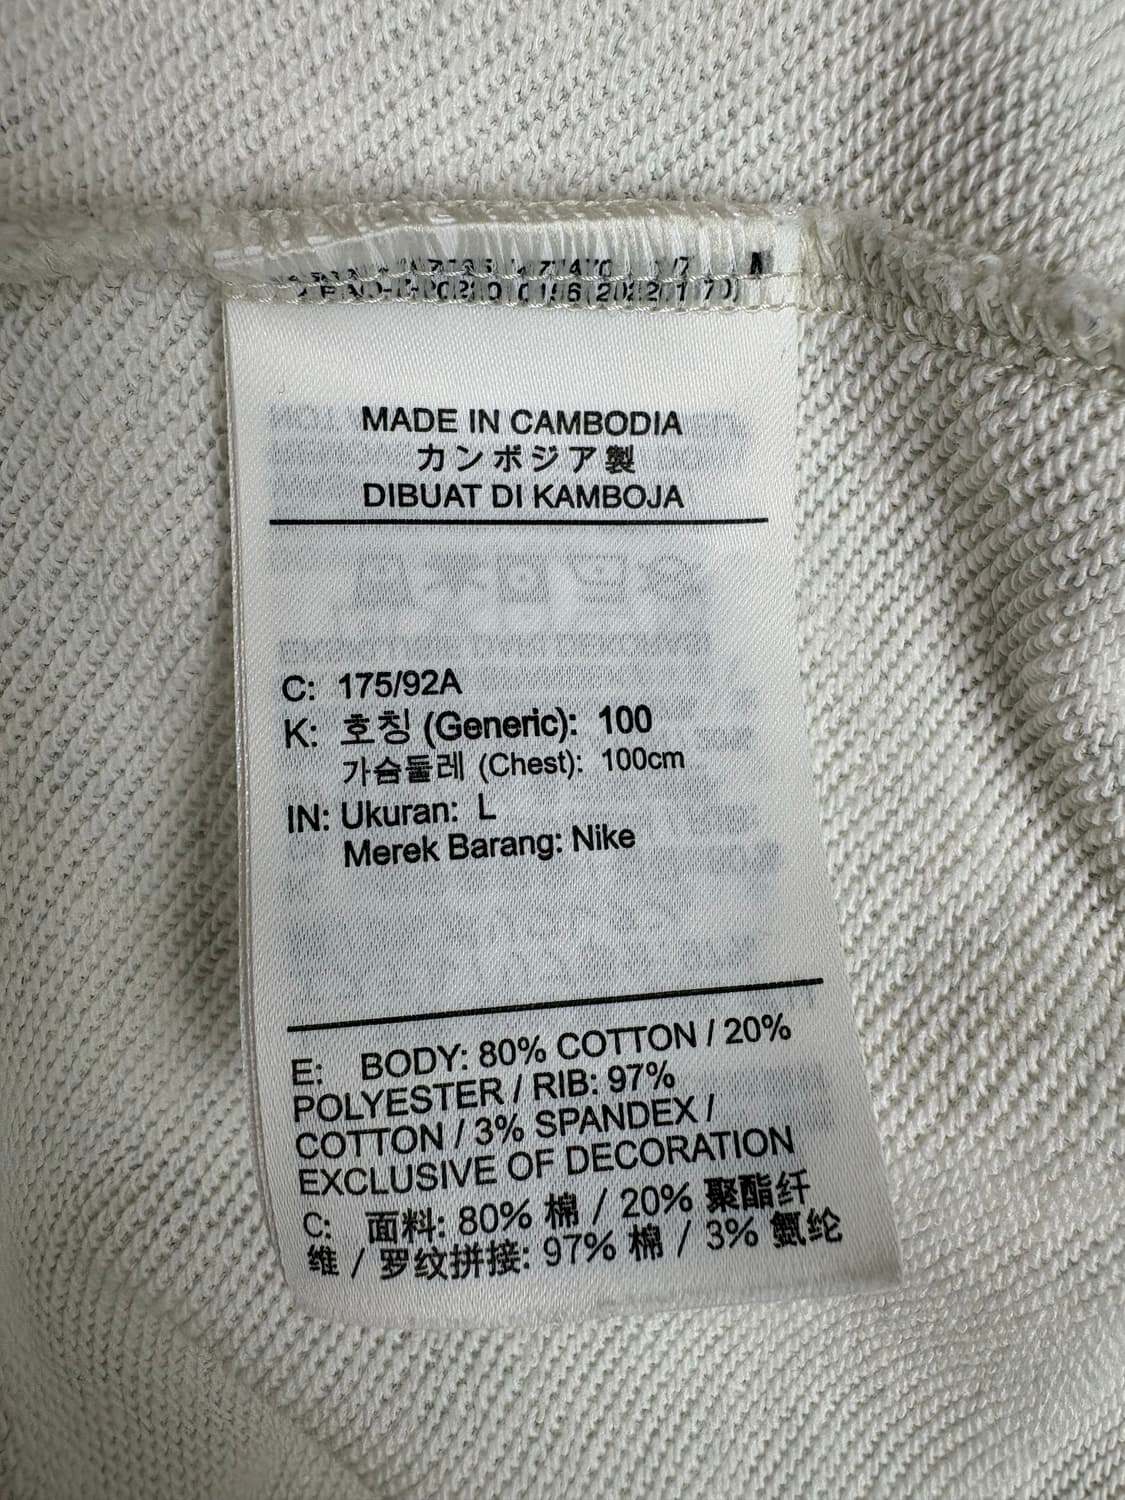 MADE IN CAMBODIA
カンボジア製
DIBUAT DI KAMBOJA
C: 175/92A
K: 호칭 (Generic): 100
가슴둘레 (Chest): 100cm
IN: Ukuran: L
Merek Barang: Nike
E: BODY: 80% COTTON / 20%
POLYESTER / RIB: 97%
COTTON / 3% SPANDEX /
EXCLUSIVE OF DECORATION
C: 面料: 80% 棉 / 20% 聚酯纤
维 / 罗纹拼接: 97% 棉 / 3% 氨纶